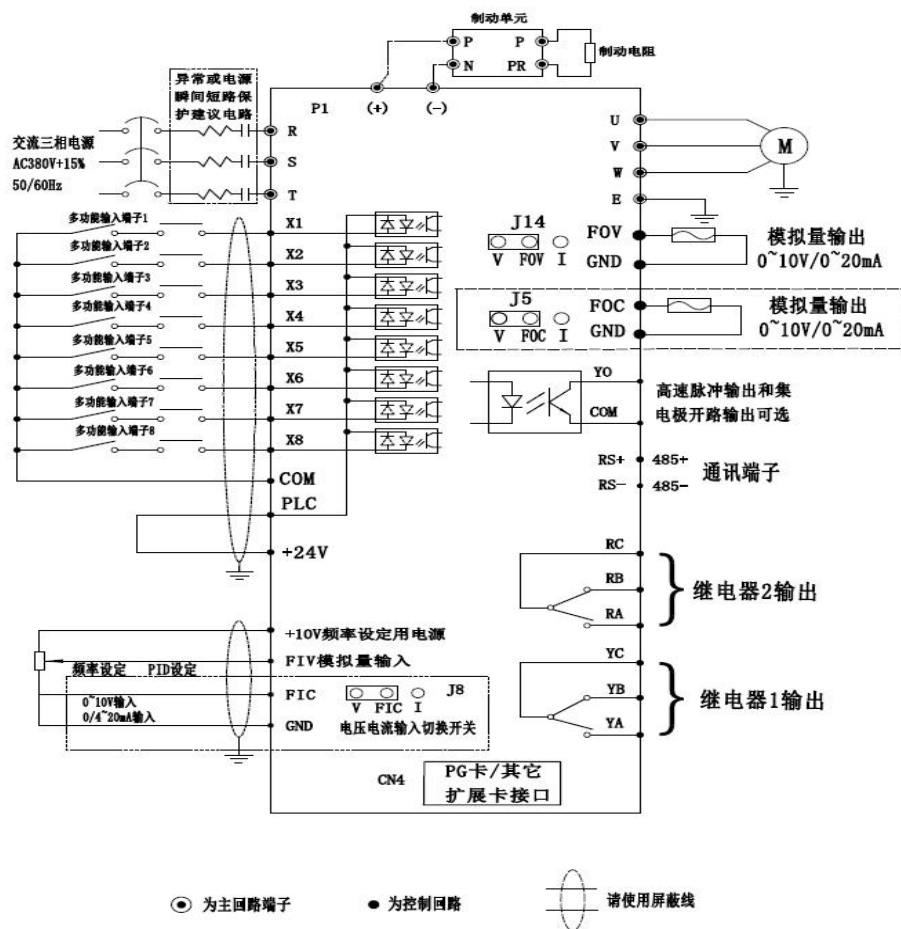 制动单元
P P
N PR
制动电阻
异常或电源
瞬间短路保
护建议电路
P1 (+) (-)
交流三相电源
AC380V+15%
50/60Hz
R
S
T
U
V
W
E
M
多功能输入端子1
X1
多功能输入端子2
X2
多功能输入端子3
X3
多功能输入端子4
X4
多功能输入端子5
X5
多功能输入端子6
X6
多功能输入端子7
X7
多功能输入端子8
X8
COM
PLC
+24V
J14
V FOV I
FOV
GND
模拟量输出
0~10V/0~20mA
J5
V FOC I
FOC
GND
模拟量输出
0~10V/0~20mA
YO
COM
高速脉冲输出和集
电极开路输出可选
RS+ 485+
RS- 485-
通讯端子
RC
RB
RA
继电器2输出
YC
YB
YA
继电器1输出
+10V频率设定用电源
FIV模拟量输入
频率设定 PID设定
0~10V输入
0/4~20mA输入
FIC
GND
J8
V FIC I
电压电流输入切换开关
CN4
PG卡/其它
扩展卡接口
为主回路端子
为控制回路
请使用屏蔽线